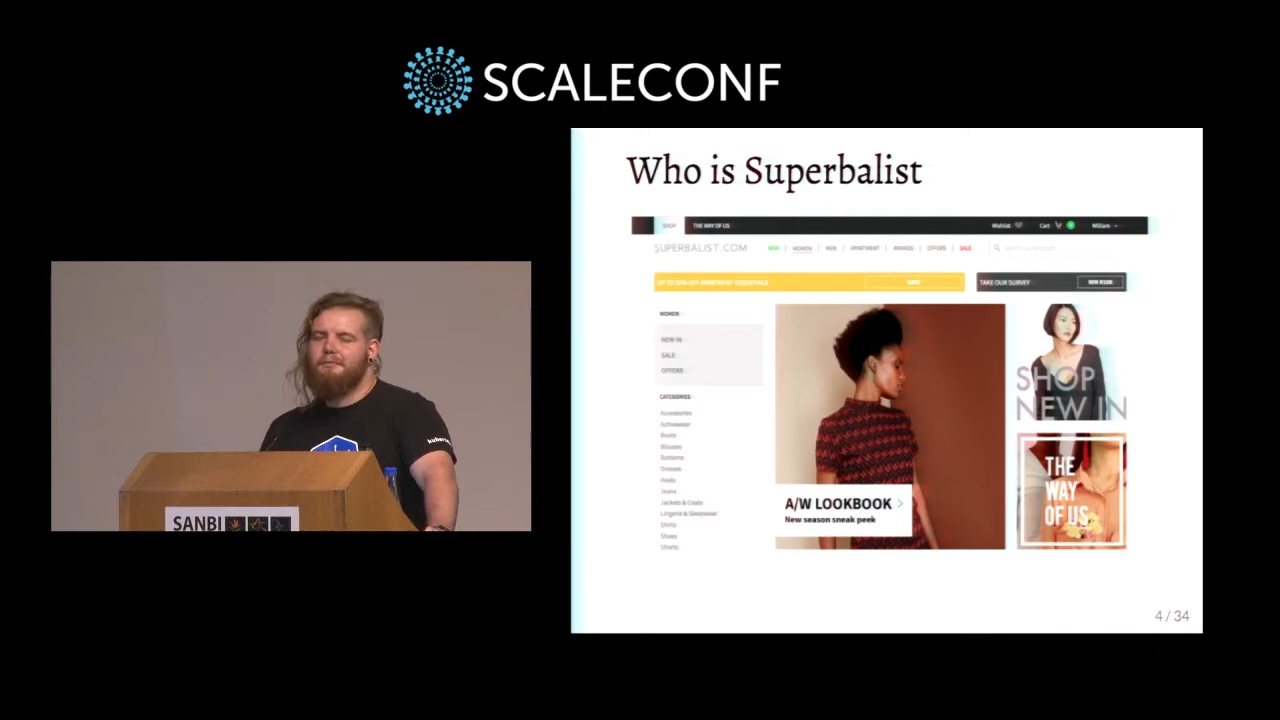 SCALECONF
Who is Superbalist
SHOP THE WAY OF US Wishlist Cart William
SUPERBALIST.COM NEW WOMEN MEN APARTMENT BRANDS OFFERS SALE
TAKE OUR SURVEY
WOMEN
NEW IN
SALE
OFFERS
CATEGORIES
Accessories
Activewear
Boots
Blouses
Bottoms
Dresses
Heels
Jeans
Jackets & Coats
Lingerie & Sleepwear
Shirts
Shoes
Shorts
A/W LOOKBOOK >
New season sneak peek
SHOP
NEW IN
THE
WAY
OF US
4 / 34
SANBI